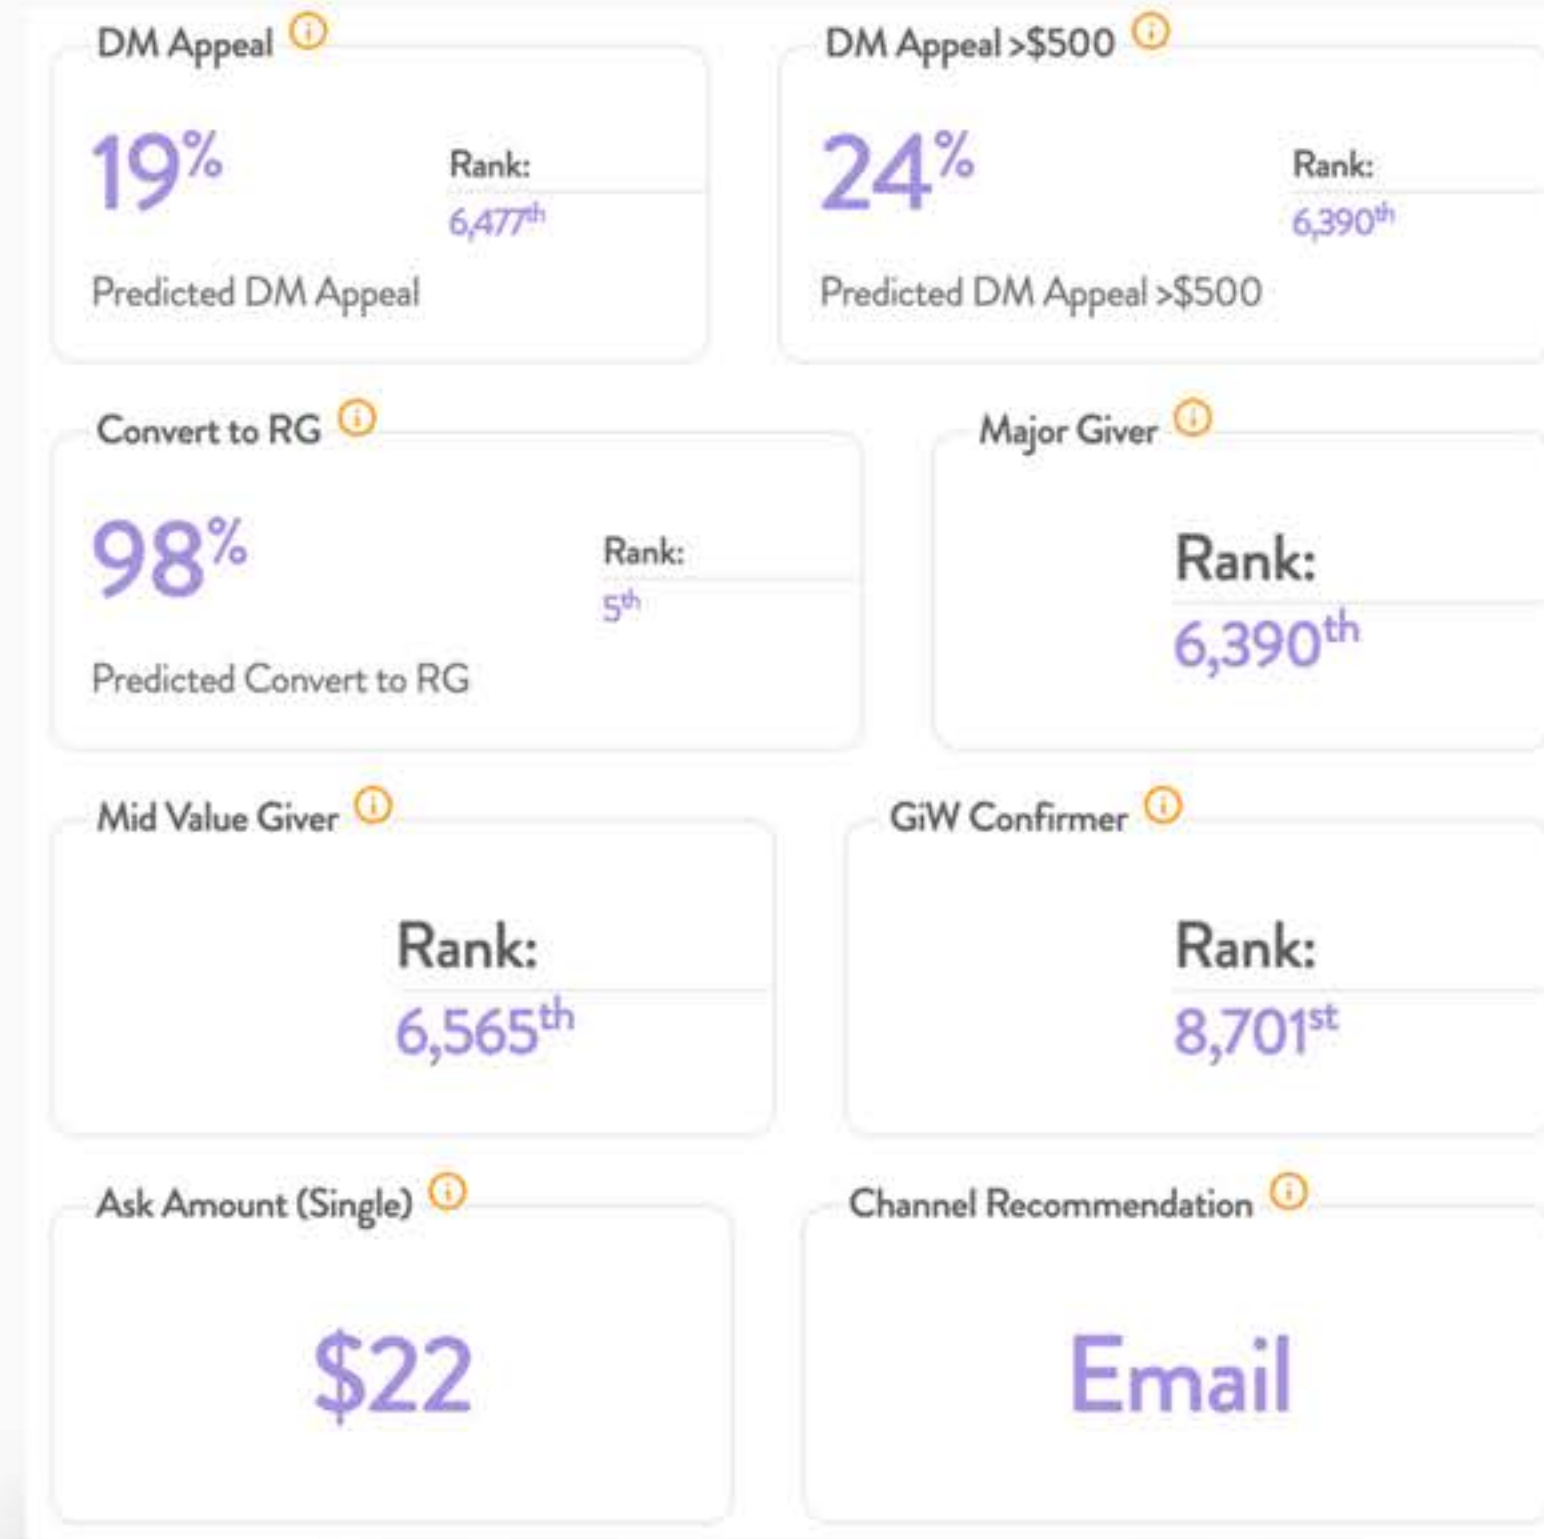 DM Appeal
19%
Rank:
6,477th
Predicted DM Appeal
DM Appeal >$500
24%
Rank:
6,390th
Predicted DM Appeal >$500
Convert to RG
98%
Rank:
5th
Predicted Convert to RG
Major Giver
Rank:
6,390th
Mid Value Giver
Rank:
6,565th
GiW Confirmer
Rank:
8,701st
Ask Amount (Single)
$22
Channel Recommendation
Email